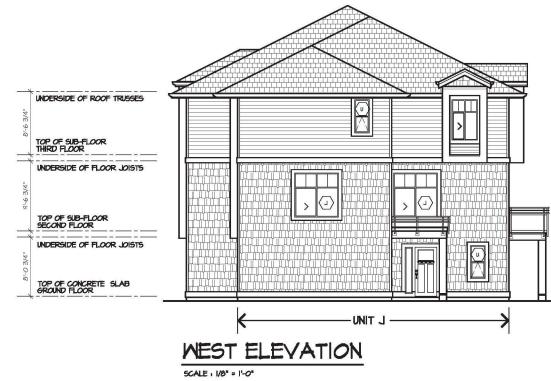 UNDERSIDE OF ROOF TRUSSES
8'-6 3/4"
TOP OF SUB-FLOOR
THIRD FLOOR
UNDERSIDE OF FLOOR JOISTS
9'-6 3/4"
TOP OF SUB-FLOOR
SECOND FLOOR
UNDERSIDE OF FLOOR JOISTS
8'-0 3/4"
TOP OF CONCRETE SLAB
GROUND FLOOR
UNIT J
WEST ELEVATION
SCALE : 1/8" = 1'-0"